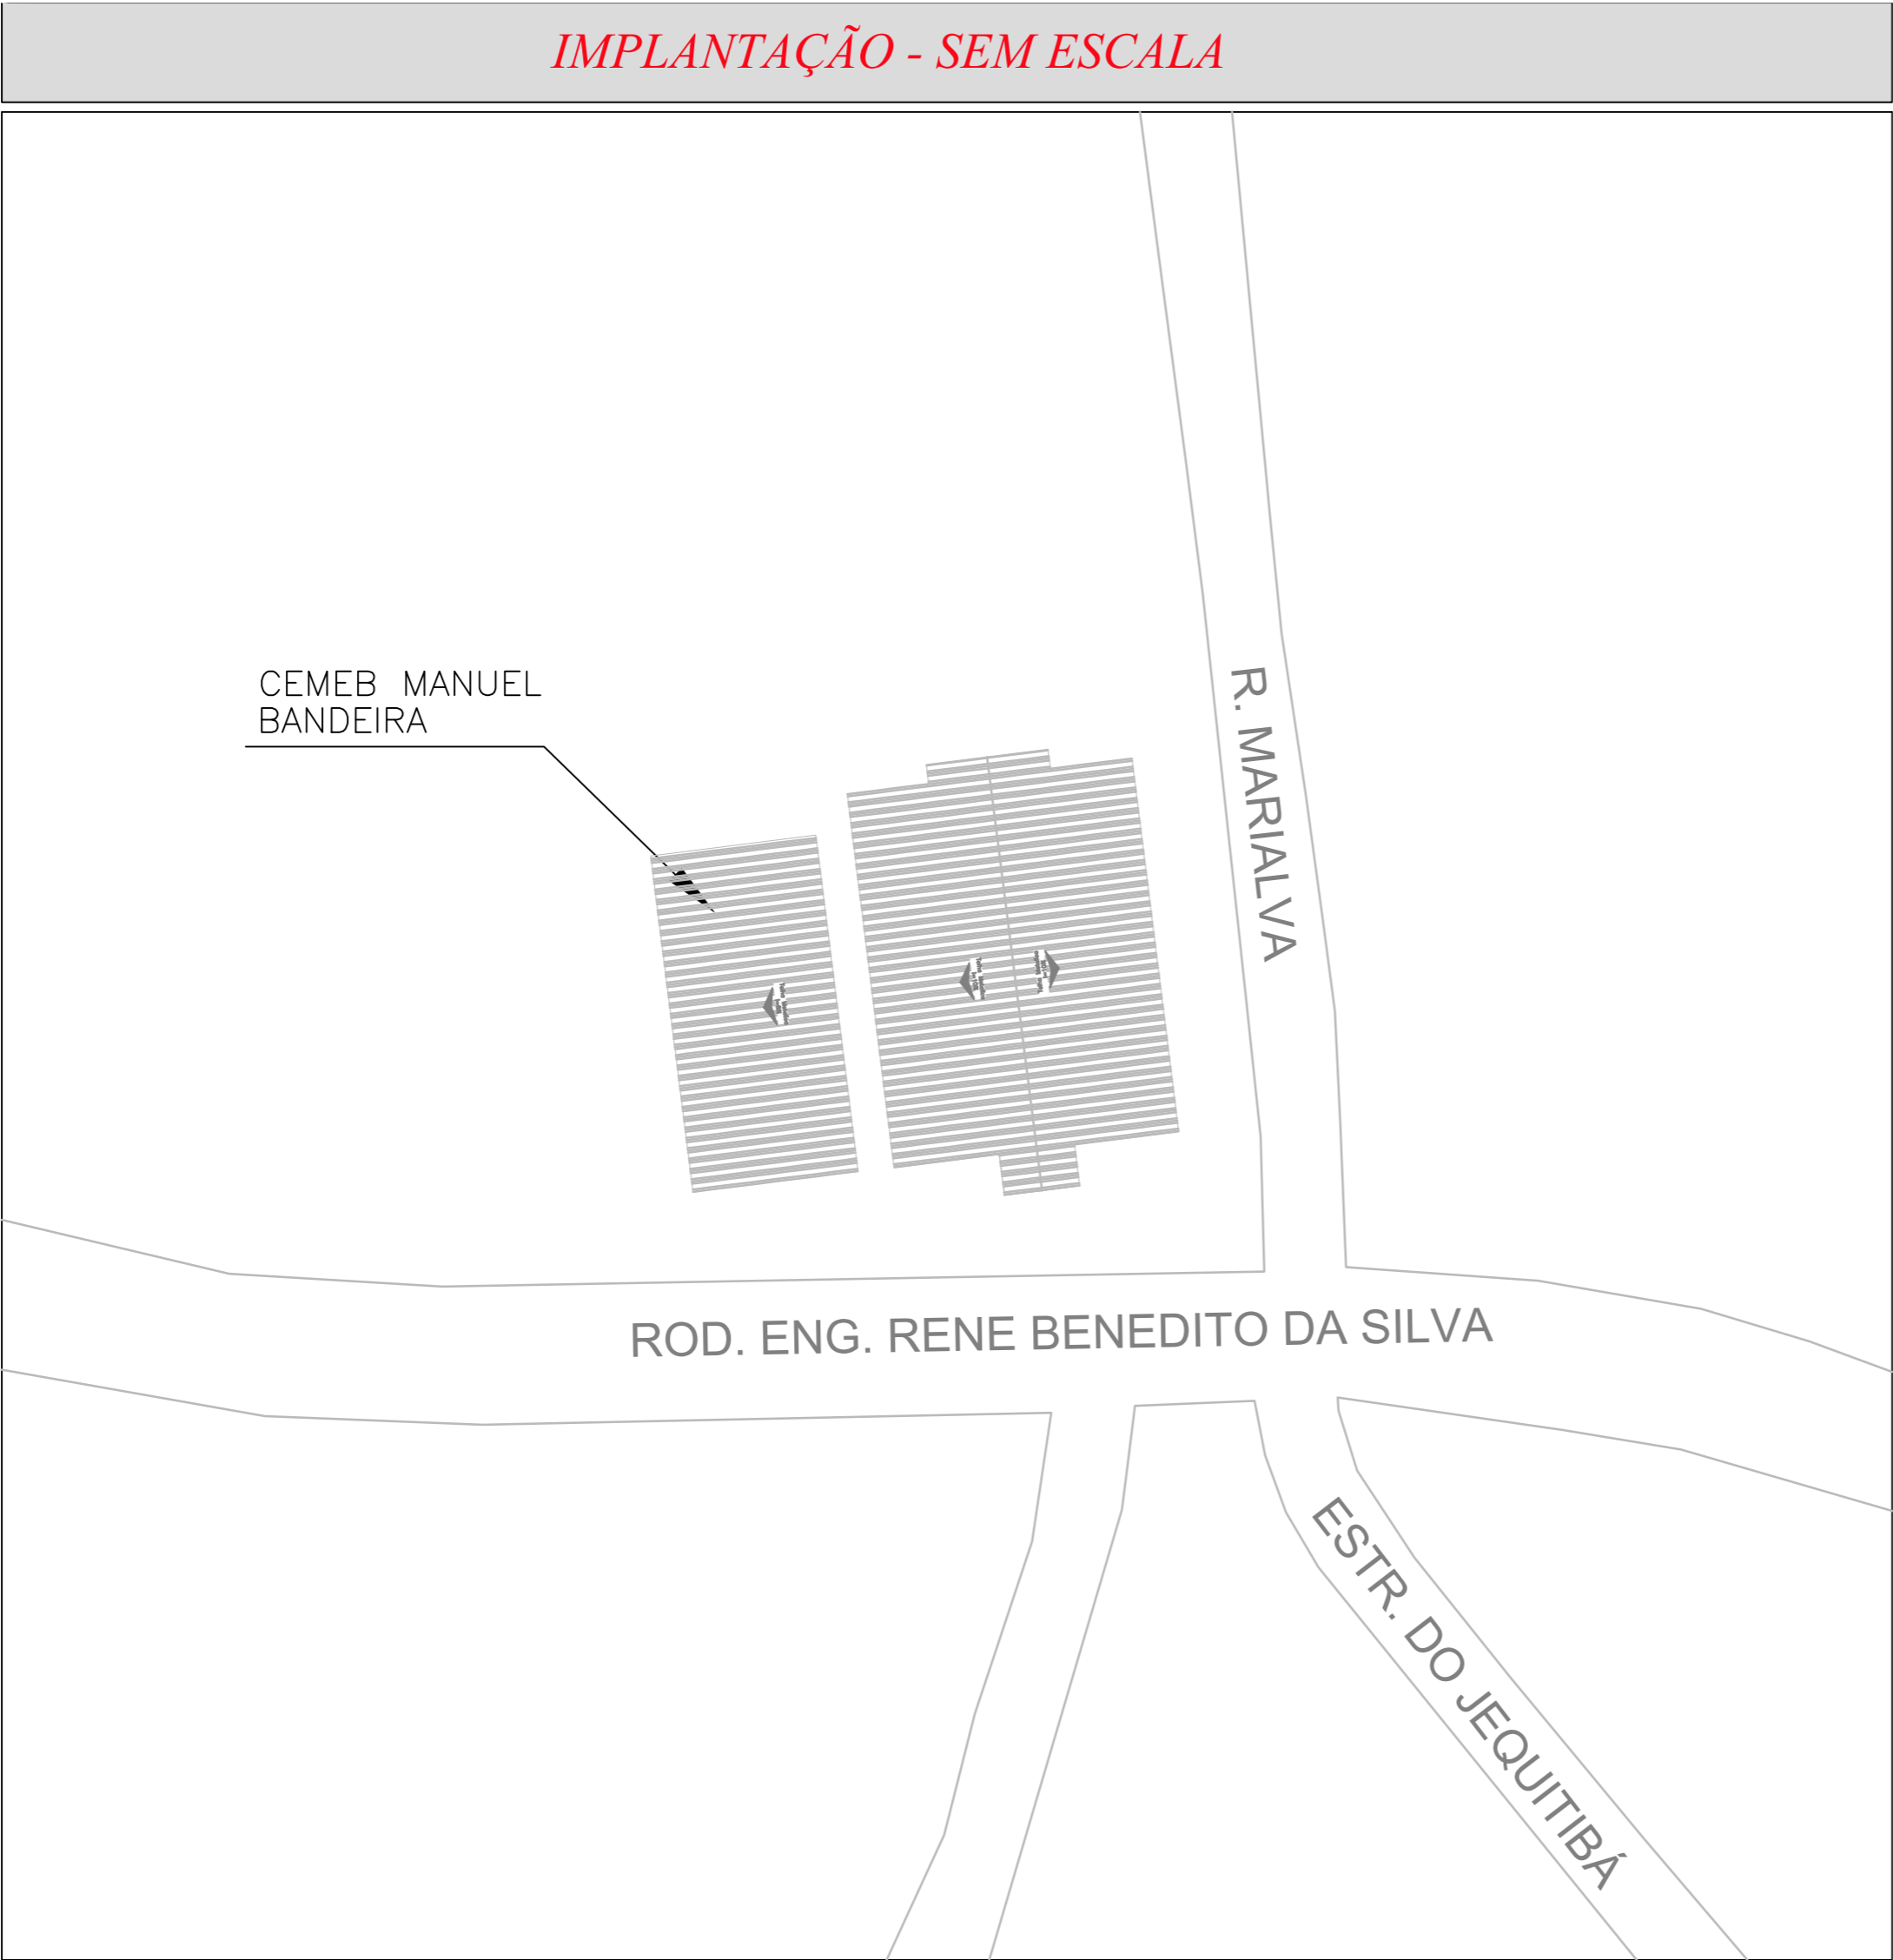 IMPLANTAÇÃO - SEM ESCALA
CEMEB MANUEL
BANDEIRA
R. MARIALVA
ROD. ENG. RENE BENEDITO DA SILVA
ESTR. DO JEQUITIBÁ